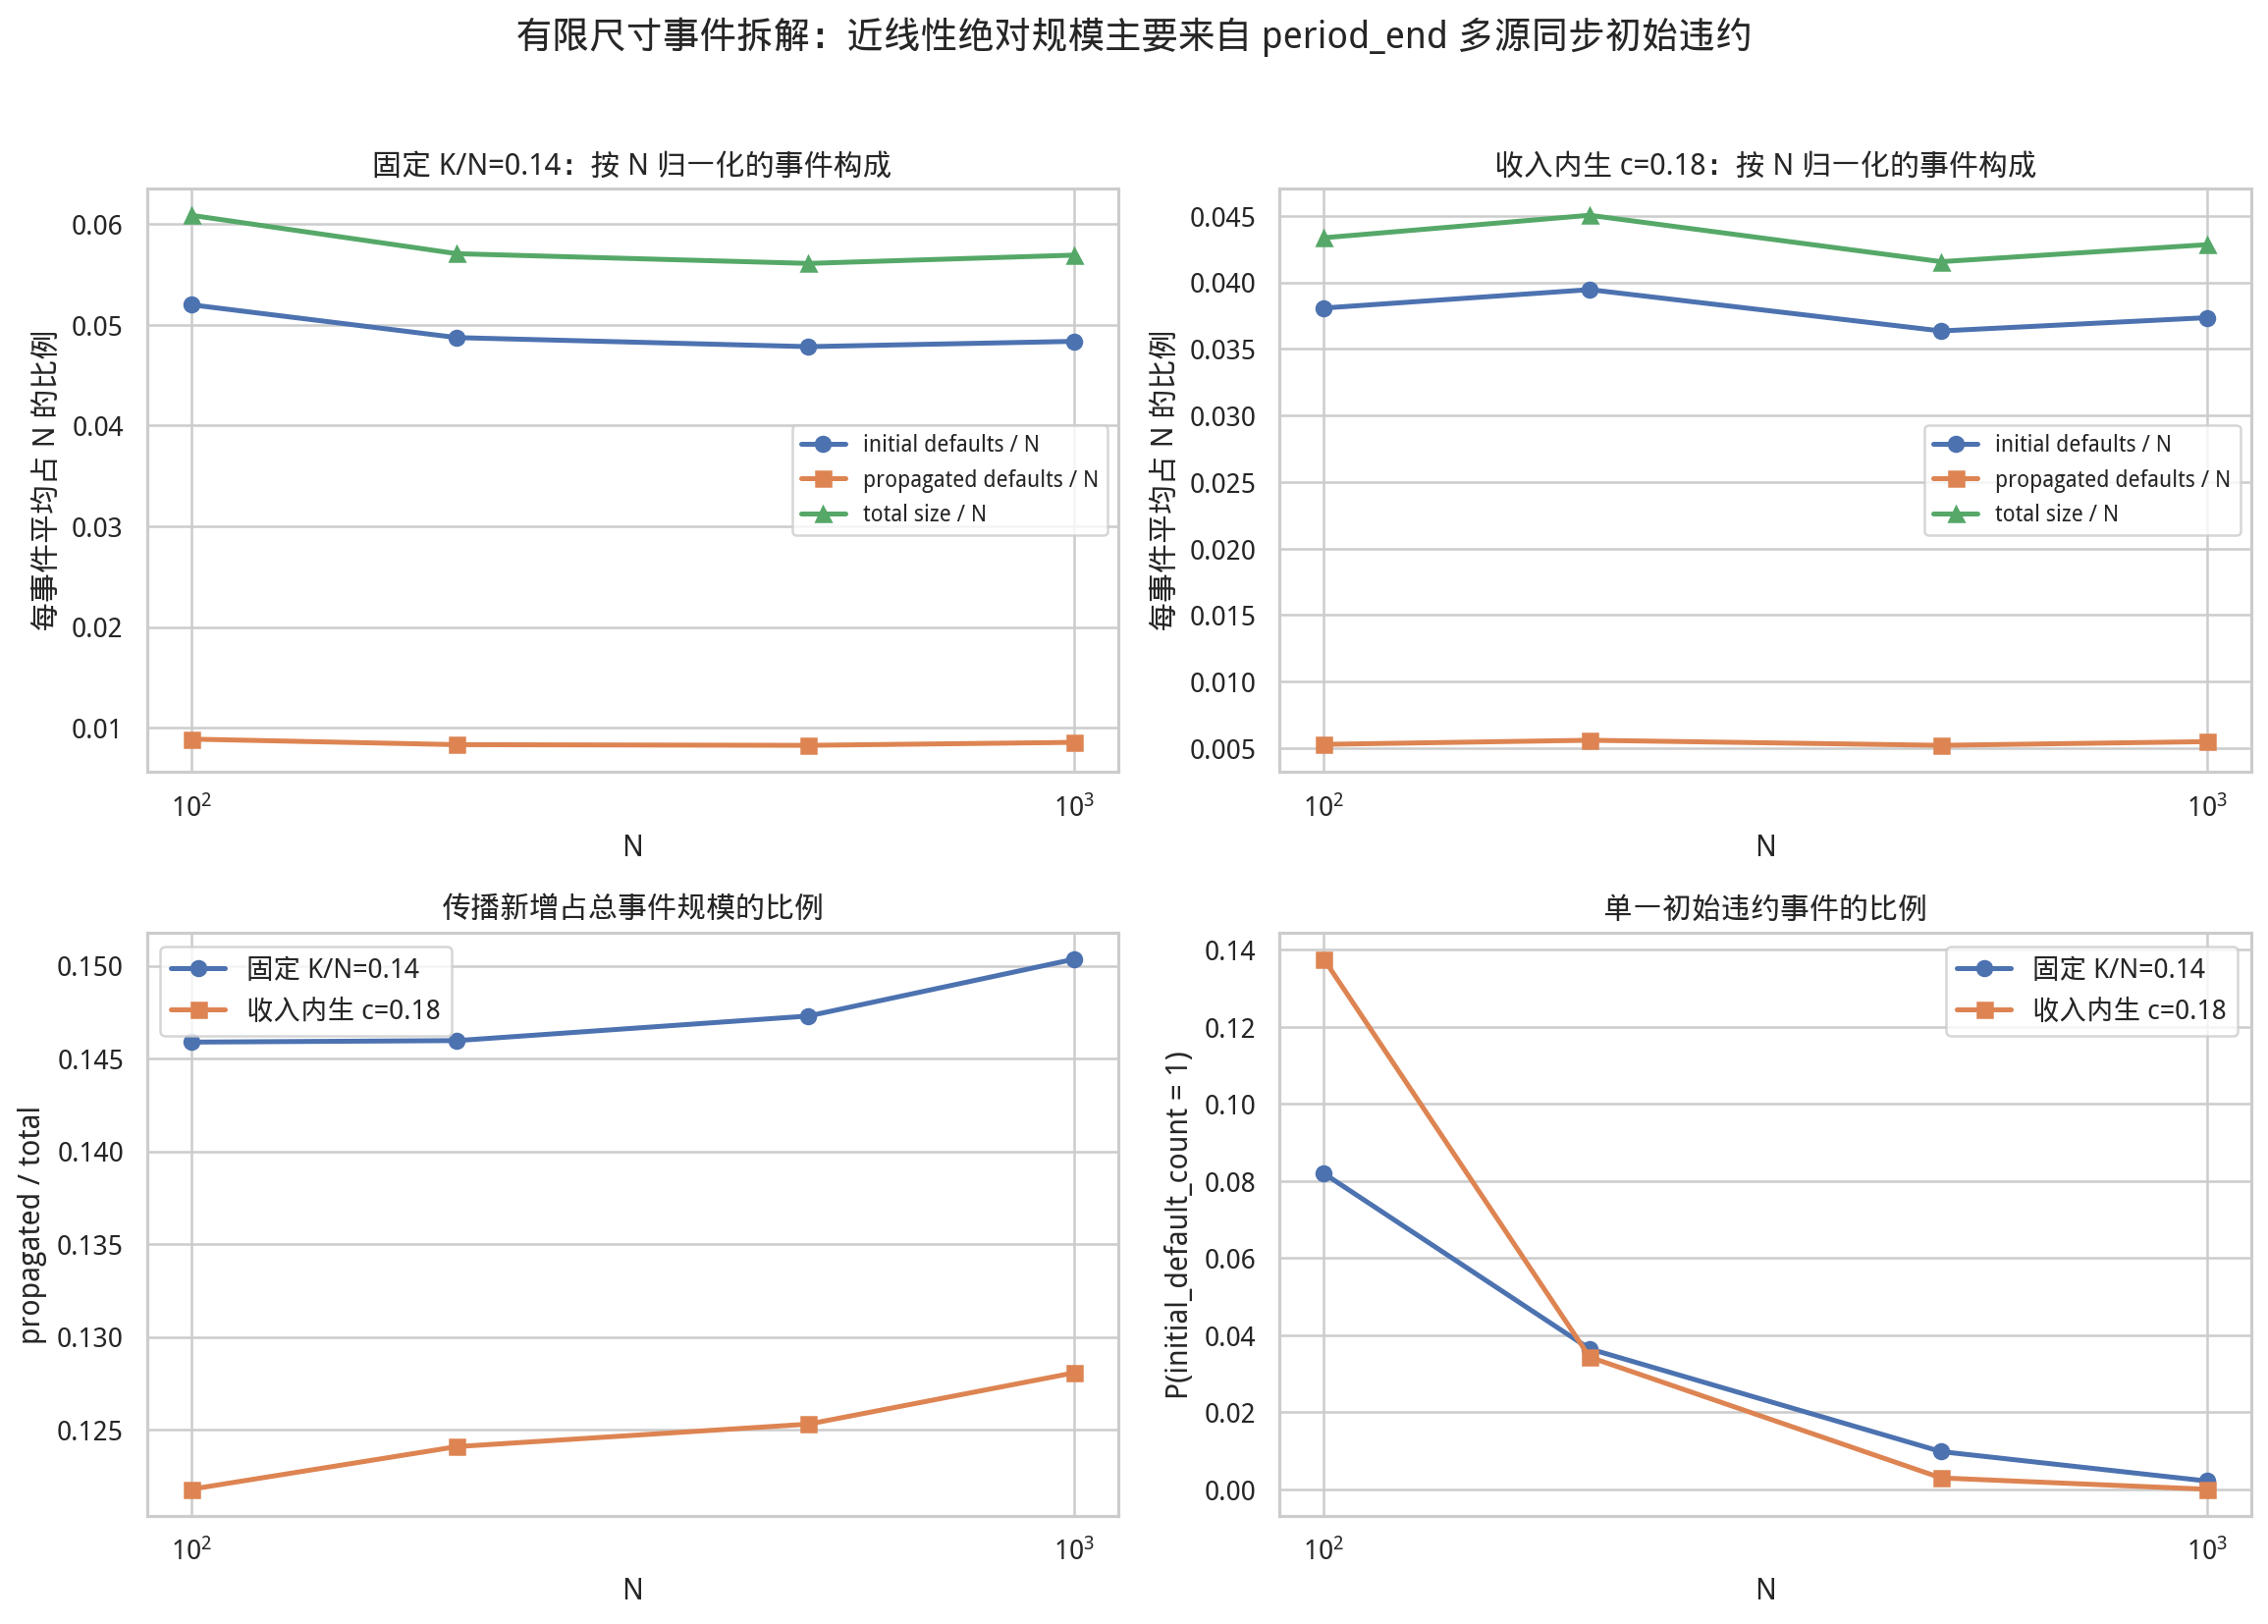 有限尺寸事件拆解：近线性绝对规模主要来自 period_end 多源同步初始违约
固定 K/N=0.14：按 N 归一化的事件构成
每事件平均占 N 的比例
0.06
0.05
0.04
0.03
0.02
0.01
initial defaults / N
propagated defaults / N
total size / N
10²
10³
N
收入内生 c=0.18：按 N 归一化的事件构成
每事件平均占 N 的比例
0.045
0.040
0.035
0.030
0.025
0.020
0.015
0.010
0.005
initial defaults / N
propagated defaults / N
total size / N
10²
10³
N
传播新增占总事件规模的比例
propagated / total
0.150
0.145
0.140
0.135
0.130
0.125
固定 K/N=0.14
收入内生 c=0.18
10²
10³
N
单一初始违约事件的比例
P(initial_default_count = 1)
0.14
0.12
0.10
0.08
0.06
0.04
0.02
0.00
固定 K/N=0.14
收入内生 c=0.18
10²
10³
N